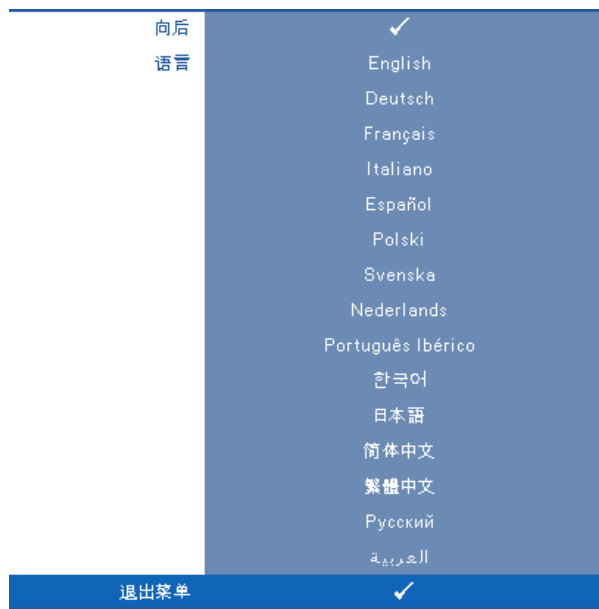 向后 ✓
语言 English
Deutsch
Français
Italiano
Español
Polski
Svenska
Nederlands
Português Ibérico
한국어
日本語
简体中文
繁體中文
Русский
العربية
退出菜单 ✓